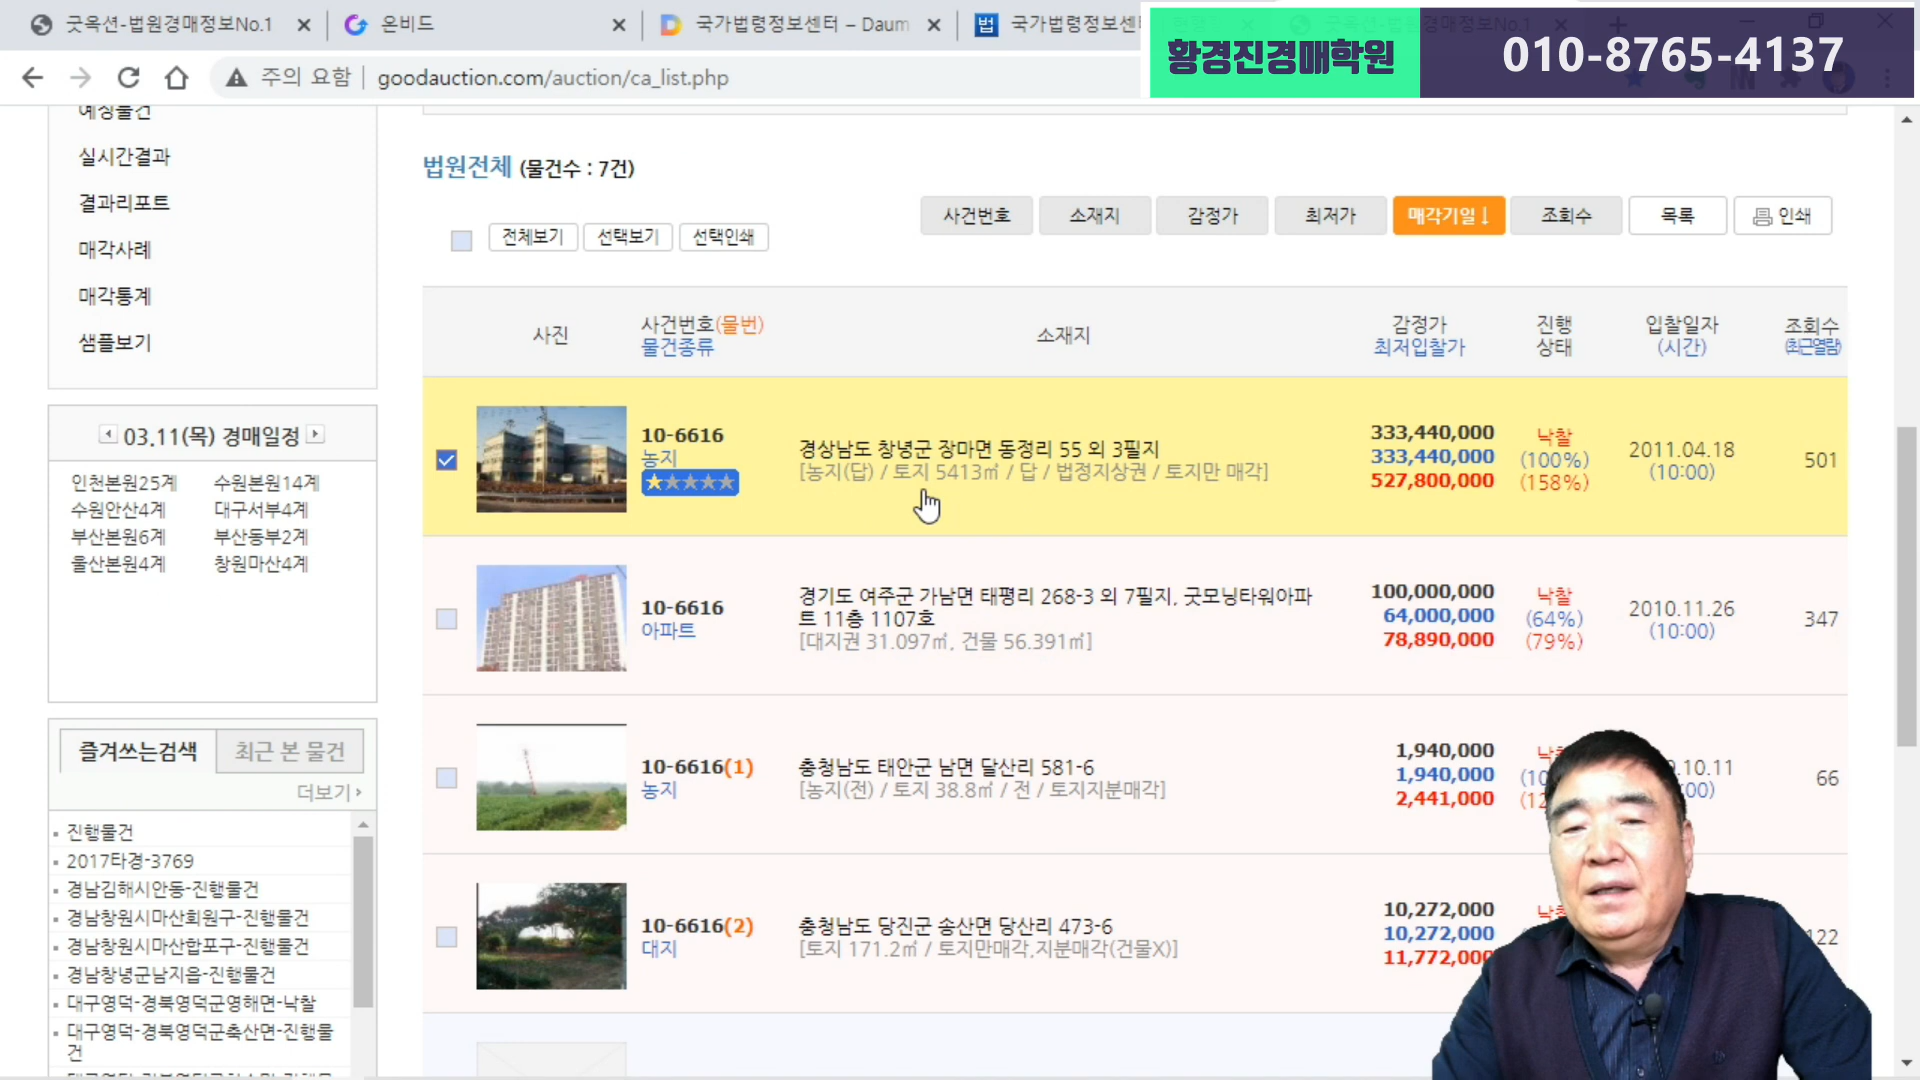 굿옥션-법원경매정보No.1
온비드
국가법령정보센터 – Daum
법
국가법령정보센
황경진경매학원
010-8765-4137
주의 요함
goodauction.com/auction/ca_list.php
예정물건
실시간결과
결과리포트
매각사례
매각통계
샘플보기
03.11(목) 경매일정
인천본원25계 수원본원14계
수원안산4계 대구서부4계
부산본원6계 부산동부2계
울산본원4계 창원마산4계
즐겨쓰는검색 최근 본 물건
더보기
진행물건
2017타경-3769
경남김해시안동-진행물건
경남창원시마산회원구-진행물건
경남창원시마산합포구-진행물건
경남창녕군남지읍-진행물건
대구영덕-경북영덕군영해면-낙찰
대구영덕-경북영덕군축산면-진행물
건
법원전체 (물건수 : 7건)
사건번호 소재지 감정가 최저가 매각기일↓ 조회수 목록 인쇄
전체보기 선택보기 선택인쇄
사진
사건번호(물번)
물건종류
소재지
감정가
최저입찰가
진행
상태
입찰일자
(시간)
조회수
(최근열람)
10-6616
농지
★★★★★
경상남도 창녕군 장마면 동정리 55 외 3필지
[농지(답) / 토지 5413㎡ / 답 / 법정지상권 / 토지만 매각]
333,440,000
333,440,000
527,800,000
낙찰
(100%)
(158%)
2011.04.18
(10:00)
501
10-6616
아파트
경기도 여주군 가남면 태평리 268-3 외 7필지, 굿모닝타워아파
트 11층 1107호
[대지권 31.097㎡, 건물 56.391㎡]
100,000,000
64,000,000
78,890,000
낙찰
(64%)
(79%)
2010.11.26
(10:00)
347
10-6616(1)
농지
충청남도 태안군 남면 달산리 581-6
[농지(전) / 토지 38.8㎡ / 전 / 토지지분매각]
1,940,000
1,940,000
2,441,000
.10.11
:00)
66
10-6616(2)
대지
충청남도 당진군 송산면 당산리 473-6
[토지 171.2㎡ / 토지만매각,지분매각(건물X)]
10,272,000
10,272,000
11,772,000
122